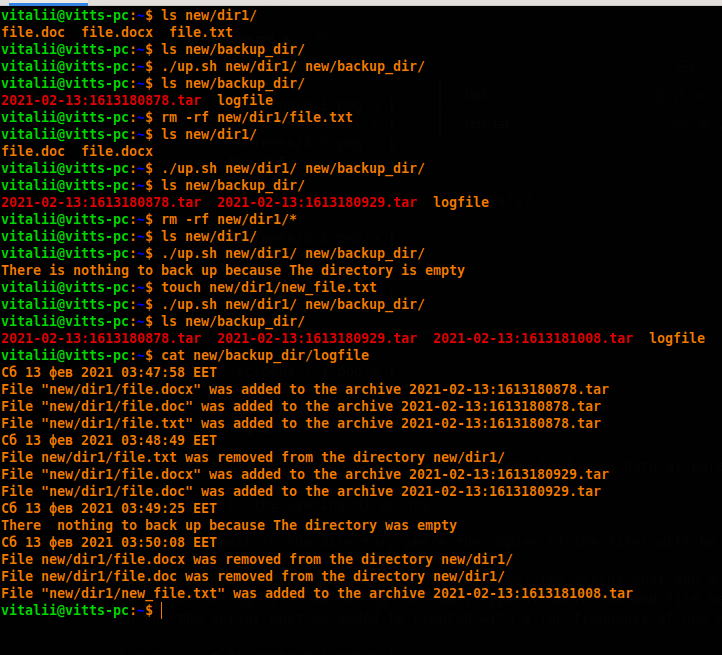 vitalii@vitts-pc:~$ ls new/dir1/
file.doc  file.docx  file.txt
vitalii@vitts-pc:~$ ls new/backup_dir/
vitalii@vitts-pc:~$ ./up.sh new/dir1/ new/backup_dir/
vitalii@vitts-pc:~$ ls new/backup_dir/
2021-02-13:1613180878.tar  logfile
vitalii@vitts-pc:~$ rm -rf new/dir1/file.txt
vitalii@vitts-pc:~$ ls new/dir1/
file.doc  file.docx
vitalii@vitts-pc:~$ ./up.sh new/dir1/ new/backup_dir/
vitalii@vitts-pc:~$ ls new/backup_dir/
2021-02-13:1613180878.tar  2021-02-13:1613180929.tar  logfile
vitalii@vitts-pc:~$ rm -rf new/dir1/*
vitalii@vitts-pc:~$ ls new/dir1/
vitalii@vitts-pc:~$ ./up.sh new/dir1/ new/backup_dir/
There is nothing to back up because The directory is empty
vitalii@vitts-pc:~$ touch new/dir1/new_file.txt
vitalii@vitts-pc:~$ ./up.sh new/dir1/ new/backup_dir/
vitalii@vitts-pc:~$ ls new/backup_dir/
2021-02-13:1613180878.tar  2021-02-13:1613180929.tar  2021-02-13:1613181008.tar  logfile
vitalii@vitts-pc:~$ cat new/backup_dir/logfile
Сб 13 фев 2021 03:47:58 EET
File "new/dir1/file.docx" was added to the archive 2021-02-13:1613180878.tar
File "new/dir1/file.doc" was added to the archive 2021-02-13:1613180878.tar
File "new/dir1/file.txt" was added to the archive 2021-02-13:1613180878.tar
Сб 13 фев 2021 03:48:49 EET
File new/dir1/file.txt was removed from the directory new/dir1/
File "new/dir1/file.docx" was added to the archive 2021-02-13:1613180929.tar
File "new/dir1/file.doc" was added to the archive 2021-02-13:1613180929.tar
Сб 13 фев 2021 03:49:25 EET
There  nothing to back up because The directory was empty
Сб 13 фев 2021 03:50:08 EET
File new/dir1/file.docx was removed from the directory new/dir1/
File new/dir1/file.doc was removed from the directory new/dir1/
File "new/dir1/new_file.txt" was added to the archive 2021-02-13:1613181008.tar
vitalii@vitts-pc:~$